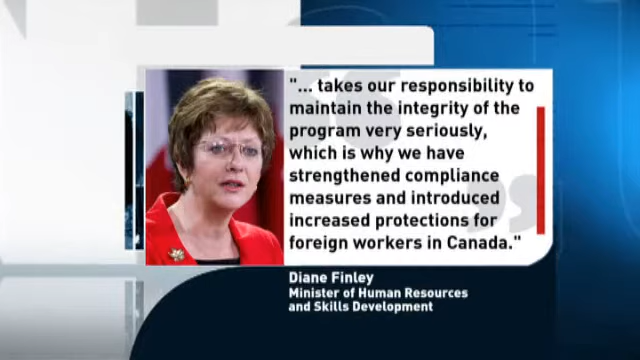 "... takes our responsibility to
maintain the integrity of the
program very seriously,
which is why we have
strengthened compliance
measures and introduced
increased protections for
foreign workers in Canada."
Diane Finley
Minister of Human Resources
and Skills Development